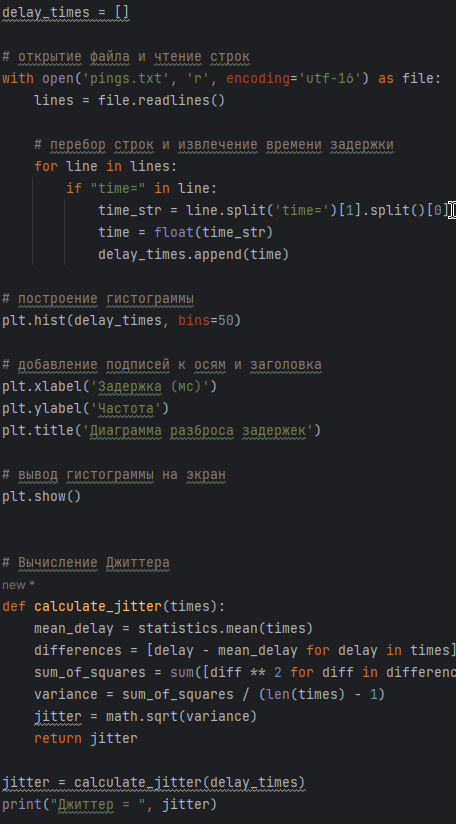 delay_times = []
# открытие файла и чтение строк
with open('pings.txt', 'r', encoding='utf-16') as file:
    lines = file.readlines()
    # перебор строк и извлечение времени задержки
    for line in lines:
        if "time=" in line:
            time_str = line.split('time=')[1].split()[0]
            time = float(time_str)
            delay_times.append(time)
# построение гистограммы
plt.hist(delay_times, bins=50)
# добавление подписей к осям и заголовка
plt.xlabel('Задержка (мс)')
plt.ylabel('Частота')
plt.title('Диаграмма разброса задержек')
# вывод гистограммы на экран
plt.show()
# Вычисление Джиттера
new *
def calculate_jitter(times):
    mean_delay = statistics.mean(times)
    differences = [delay - mean_delay for delay in times]
    sum_of_squares = sum([diff ** 2 for diff in differenc
    variance = sum_of_squares / (len(times) - 1)
    jitter = math.sqrt(variance)
    return jitter
jitter = calculate_jitter(delay_times)
print("Джиттер = ", jitter)